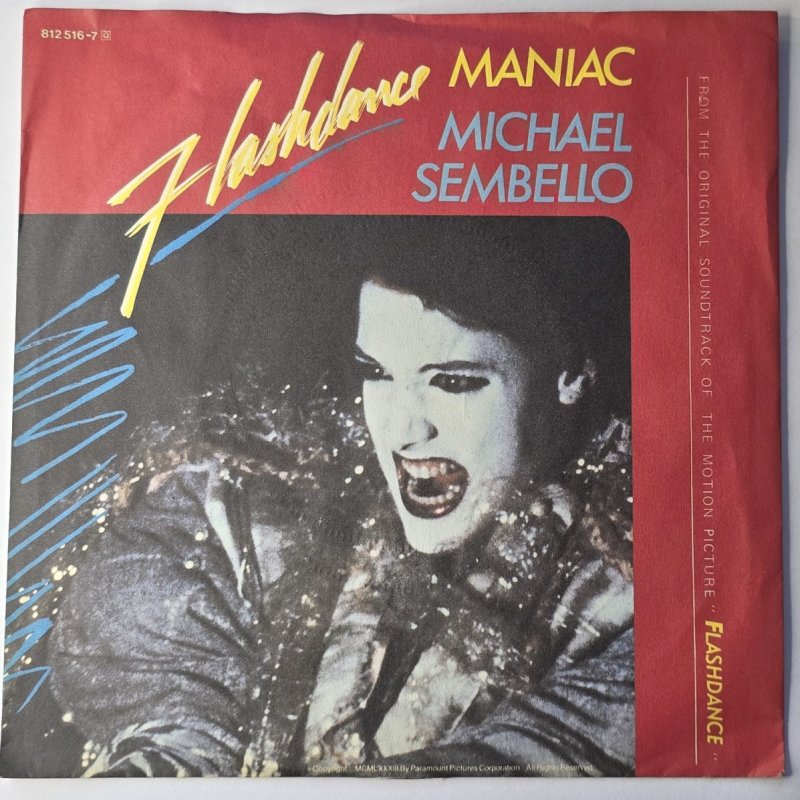 812 516-7 Q
Flashdance
MANIAC
MICHAEL
SEMBELLO
FROM THE ORIGINAL SOUNDTRACK OF THE MOTION PICTURE "FLASHDANCE"
Copyright MCMLXXXIII By Paramount Pictures Corporation All Rights Reserved